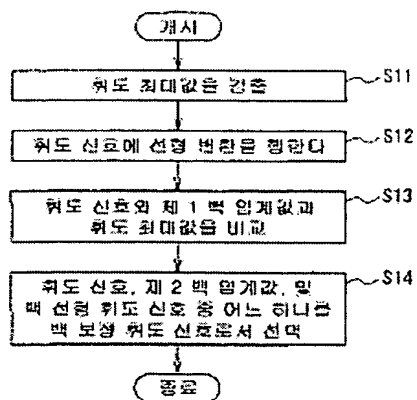 개시
휘도 최대값을 검출
S11
휘도 신호에 선형 변환을 행한다
S12
휘도 신호와 제 1 백 임계값과
휘도 최대값을 비교
S13
휘도 신호, 제 2 백 임계값, 및
백 선형 휘도 신호 중 어느 하나를
백 보정 휘도 신호로서 선택
S14
종료